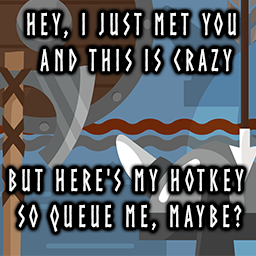 HEY, I JUST MET YOU
AND THIS IS CRAZY
BUT HERE'S MY HOTKEY
SO QUEUE ME, MAYBE?